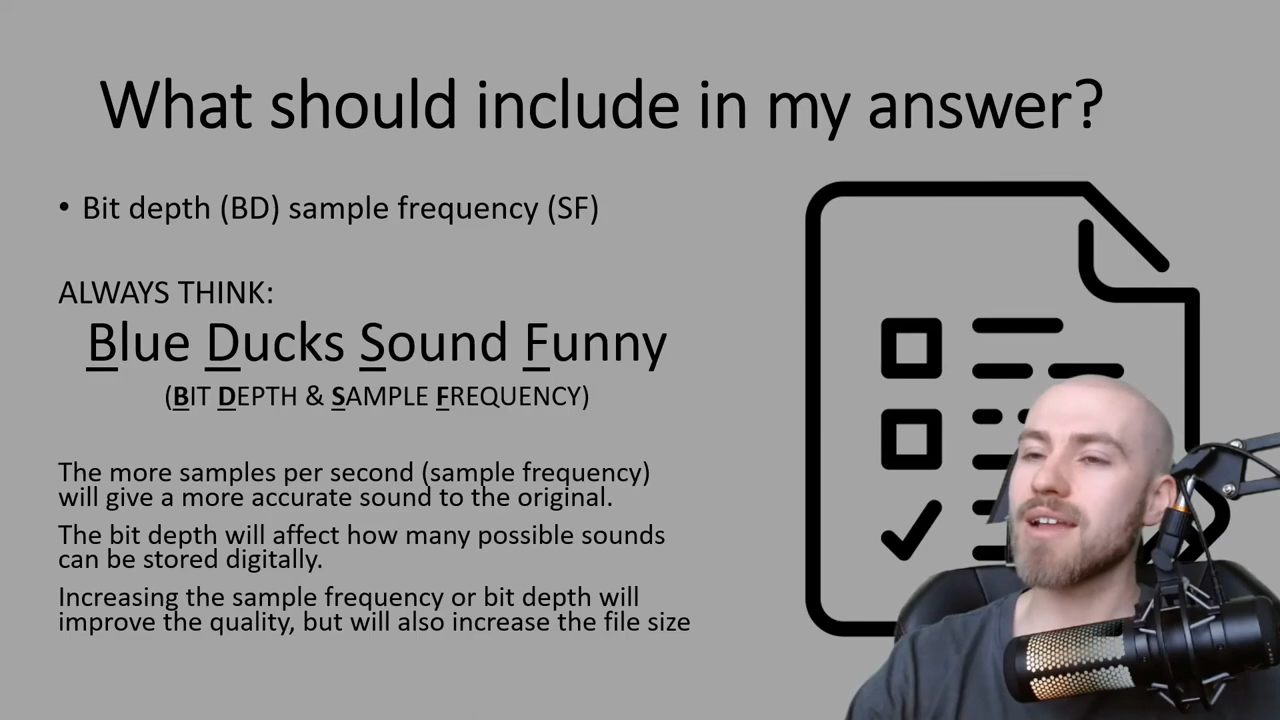 What should include in my answer?
• Bit depth (BD) sample frequency (SF)
ALWAYS THINK:
Blue Ducks Sound Funny
(BIT DEPTH & SAMPLE FREQUENCY)
The more samples per second (sample frequency)
will give a more accurate sound to the original.
The bit depth will affect how many possible sounds
can be stored digitally.
Increasing the sample frequency or bit depth will
improve the quality, but will also increase the file size